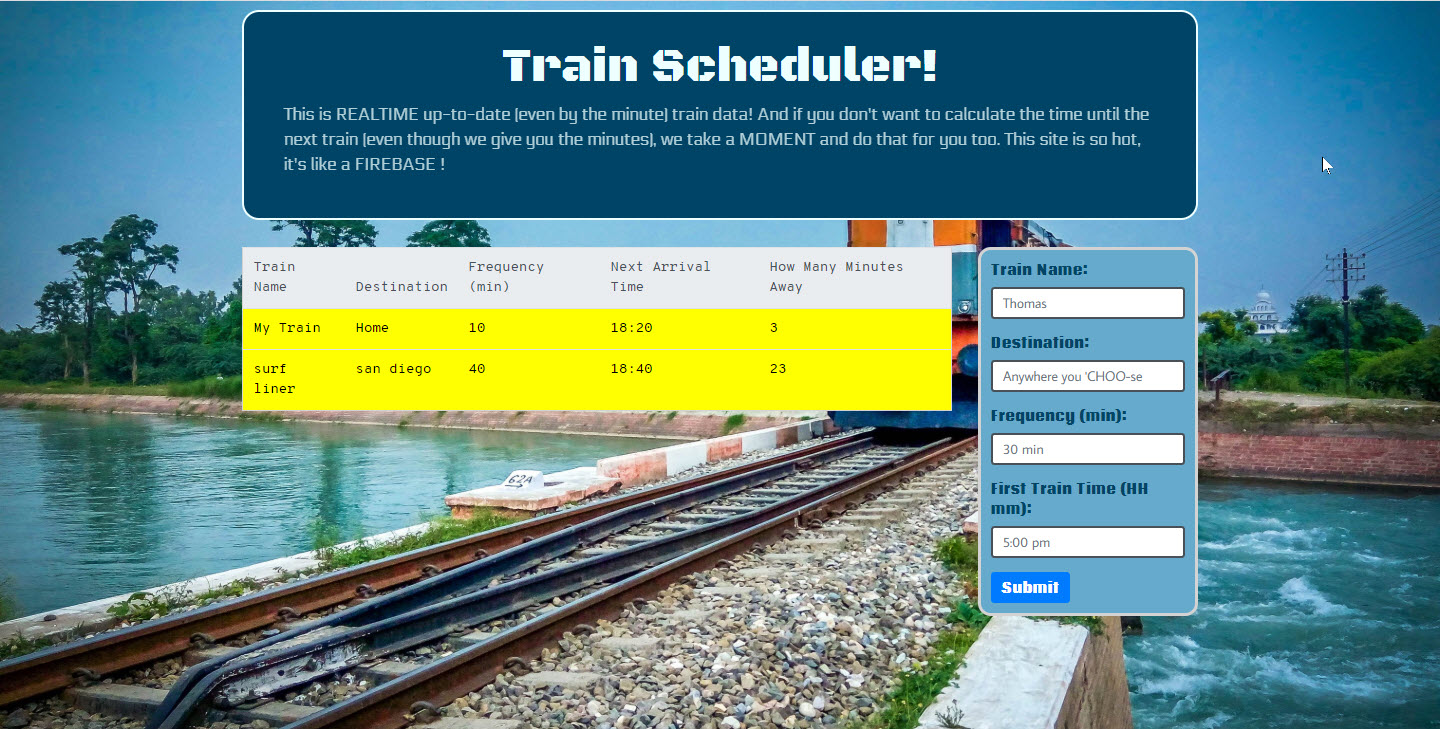 Train Scheduler!
This is REALTIME up-to-date (even by the minute) train data! And if you don't want to calculate the time until the
next train (even though we give you the minutes), we take a MOMENT and do that for you too. This site is so hot,
it's like a FIREBASE !
Train Name Destination Frequency (min) Next Arrival Time How Many Minutes Away
My Train Home 10 18:20 3
surf liner san diego 40 18:40 23
62A
Train Name:
Thomas
Destination:
Anywhere you 'CHOO-se
Frequency (min):
30 min
First Train Time (HH
mm):
5:00 pm
Submit